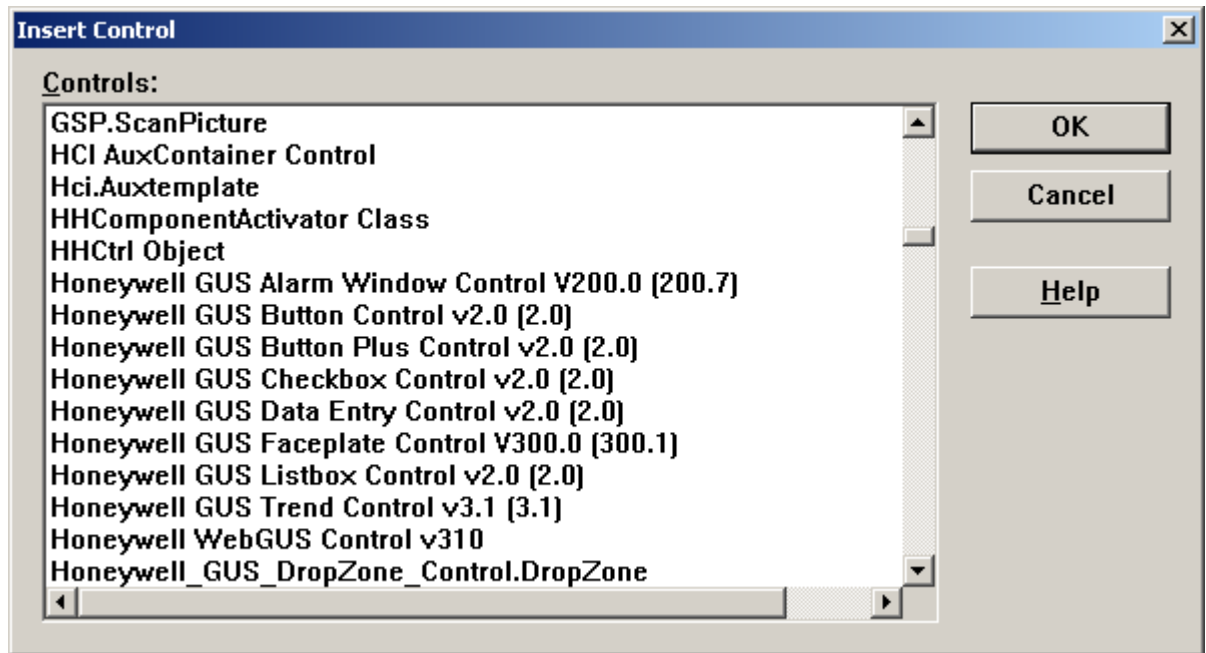 Insert Control
Controls:
GSP.ScanPicture
HCI AuxContainer Control
Hci.Auxtemplate
HHComponentActivator Class
HHCtrl Object
Honeywell GUS Alarm Window Control V200.0 (200.7)
Honeywell GUS Button Control v2.0 (2.0)
Honeywell GUS Button Plus Control v2.0 (2.0)
Honeywell GUS Checkbox Control v2.0 (2.0)
Honeywell GUS Data Entry Control v2.0 (2.0)
Honeywell GUS Faceplate Control V300.0 (300.1)
Honeywell GUS Listbox Control v2.0 (2.0)
Honeywell GUS Trend Control v3.1 (3.1)
Honeywell WebGUS Control v310
Honeywell_GUS_DropZone_Control.DropZone
OK
Cancel
Help